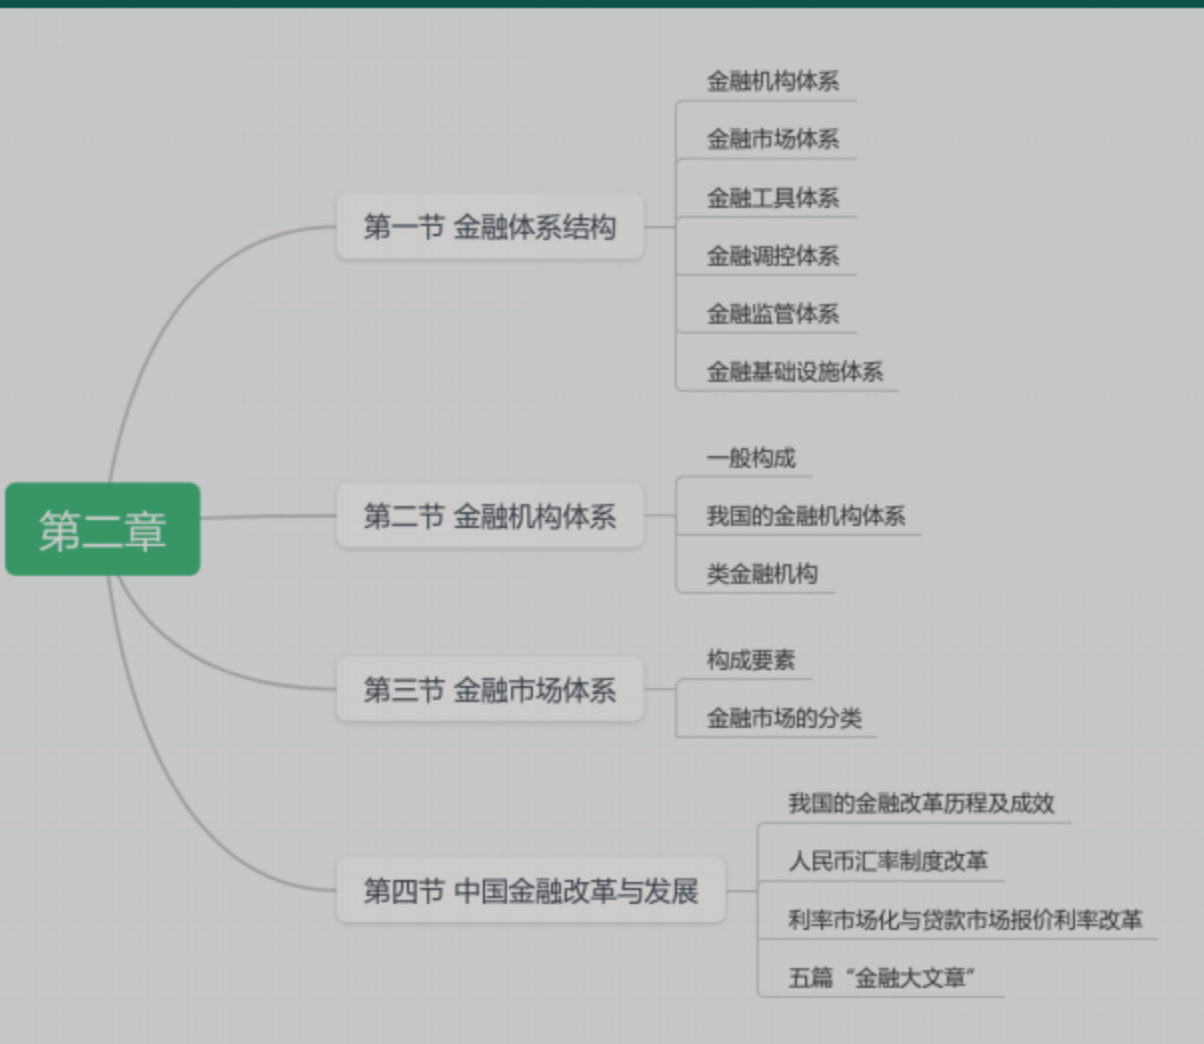 第二章
第一节 金融体系结构
金融机构体系
金融市场体系
金融工具体系
金融调控体系
金融监管体系
金融基础设施体系
第二节 金融机构体系
一般构成
我国的金融机构体系
类金融机构
第三节 金融市场体系
构成要素
金融市场的分类
第四节 中国金融改革与发展
我国的金融改革历程及成效
人民币汇率制度改革
利率市场化与贷款市场报价利率改革
五篇“金融大文章”